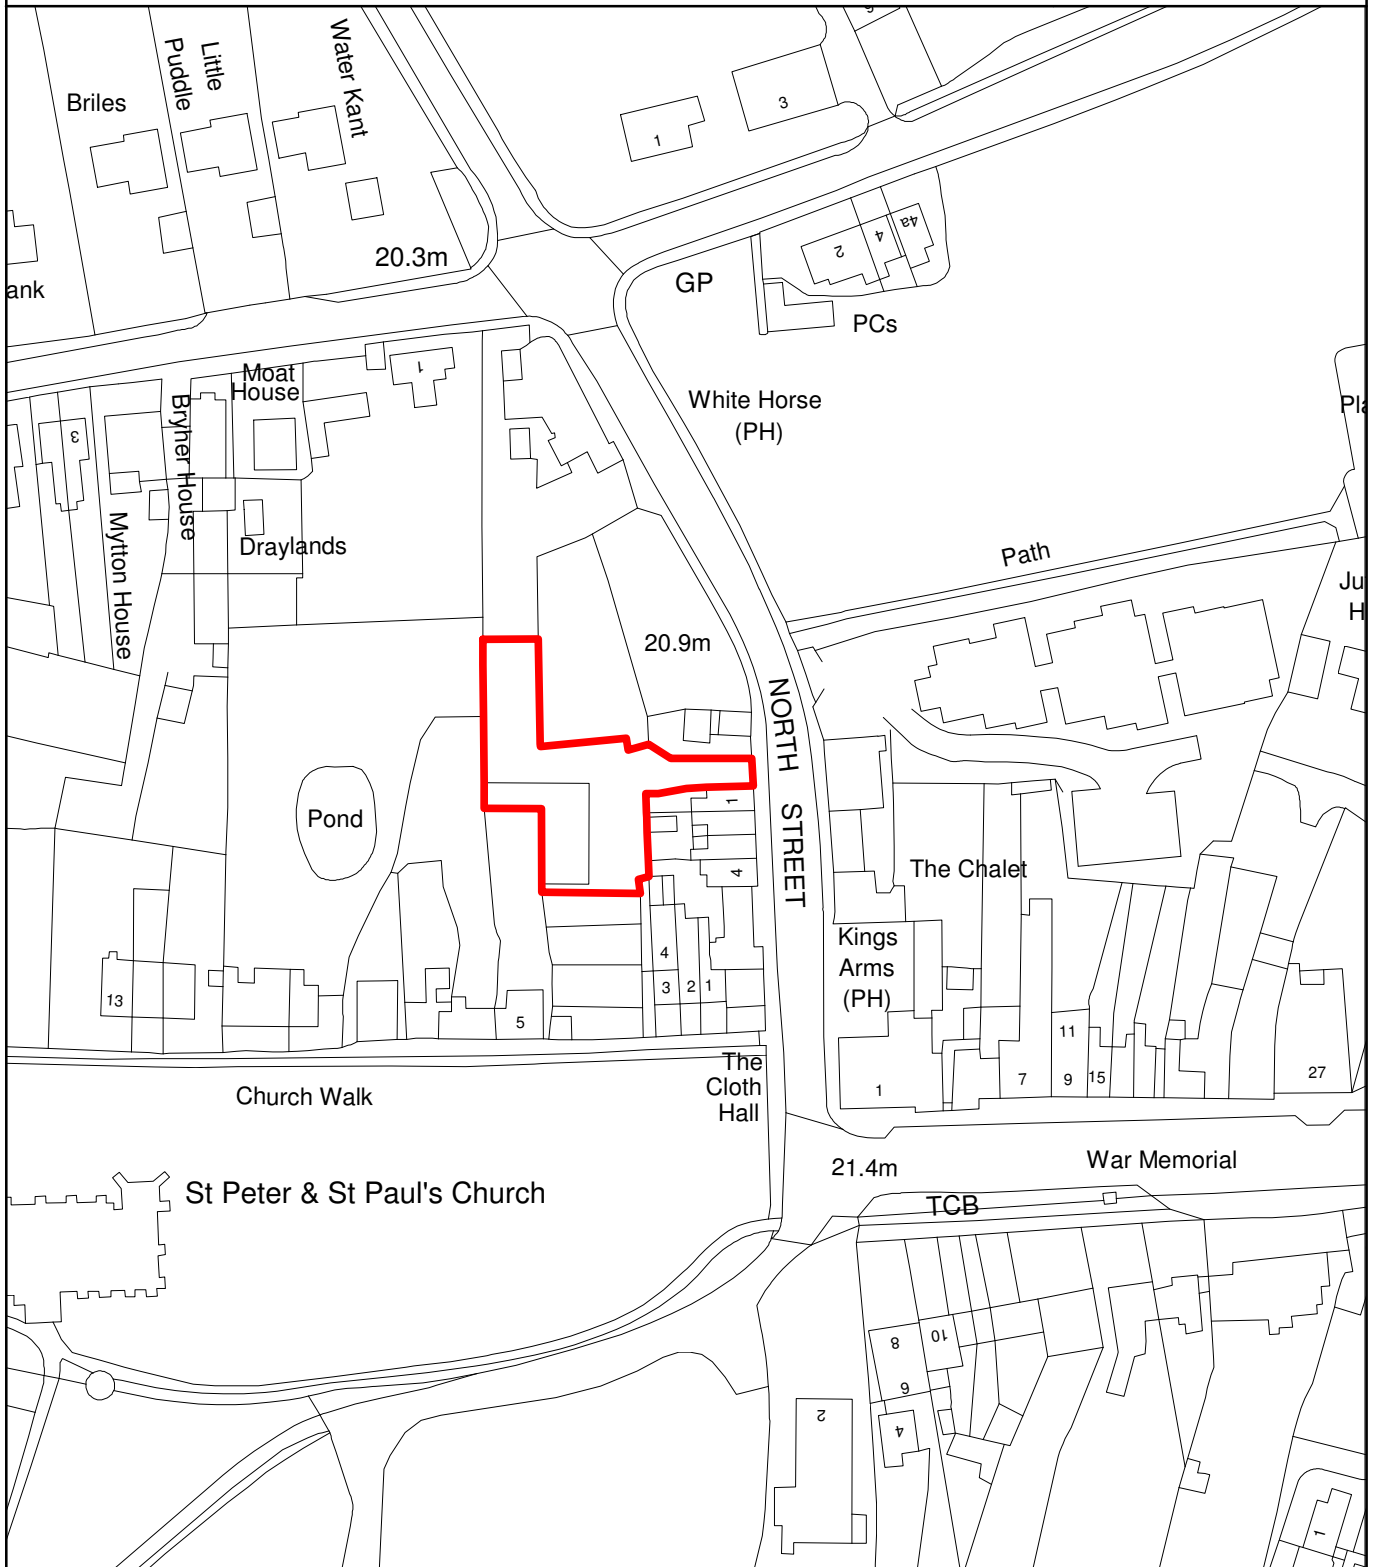 Briles
Little
Puddle
Water Kant
1
3
20.3m
ank
GP
2
4
4a
PCs
Moat
House
1
White Horse
(PH)
3
Bryher House
Mytton House
Draylands
Path
20.9m
NORTH STREET
Pond
1
4
The Chalet
Kings
Arms
(PH)
13
5
4
3
2
1
The
Cloth
Hall
1
7
9
11
15
27
Church Walk
21.4m
War Memorial
TCB
St Peter & St Paul's Church
8
10
6
4
2
1